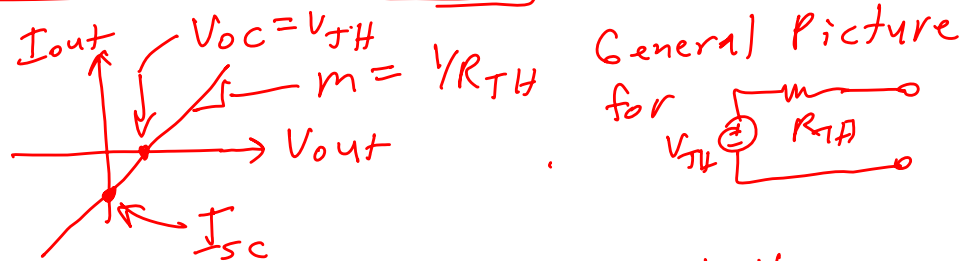 Iout
Voc = VTH
m = 1/RTH
Vout
Isc
General Picture
for
VTH
RTH